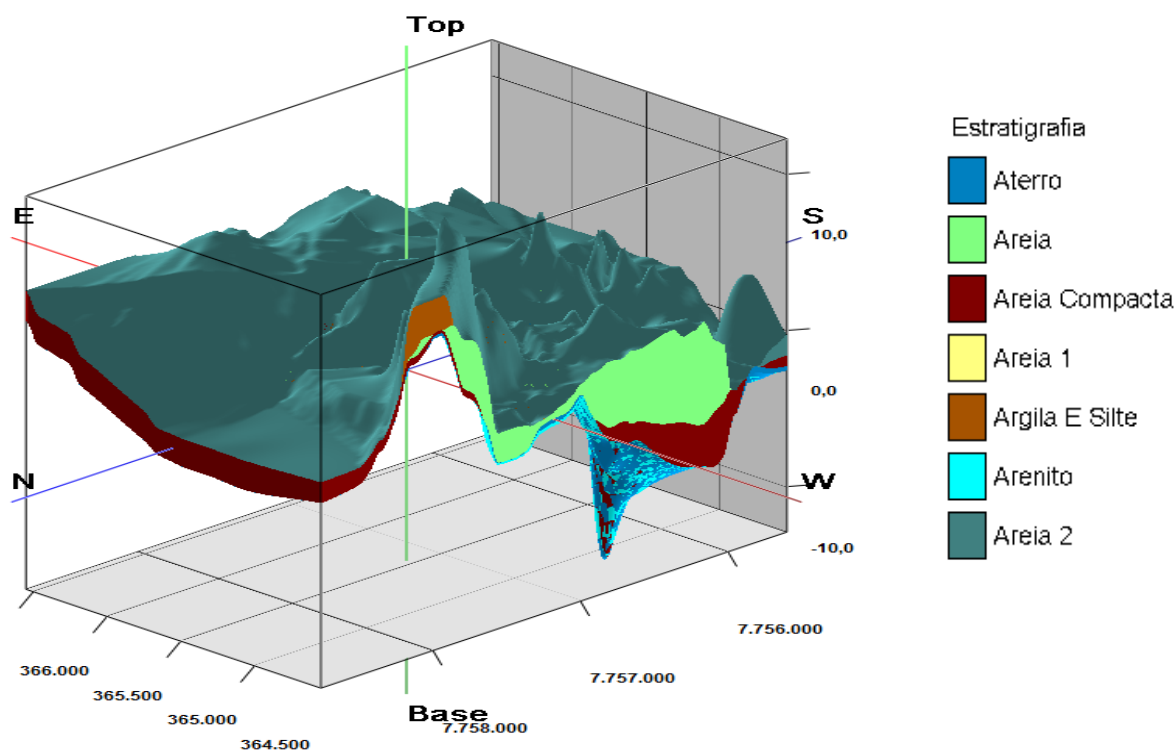 Top
E
S
10,0
0,0
N
W
-10,0
366.000
365.500
365.000
364.500
Base
7.758.000
7.757.000
7.756.000
Estratigrafia
Aterro
Areia
Areia Compacta
Areia 1
Argila E Silte
Arenito
Areia 2